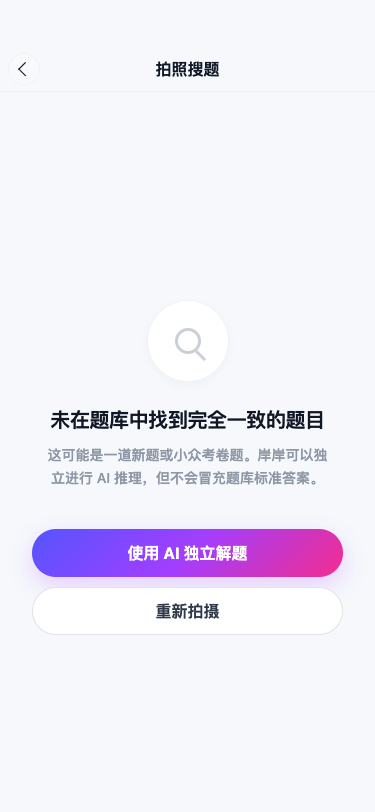 拍照搜题
未在题库中找到完全一致的题目
这可能是一道新题或小众考卷题。岸岸可以独
立进行 AI 推理，但不会冒充题库标准答案。
使用 AI 独立解题
重新拍摄